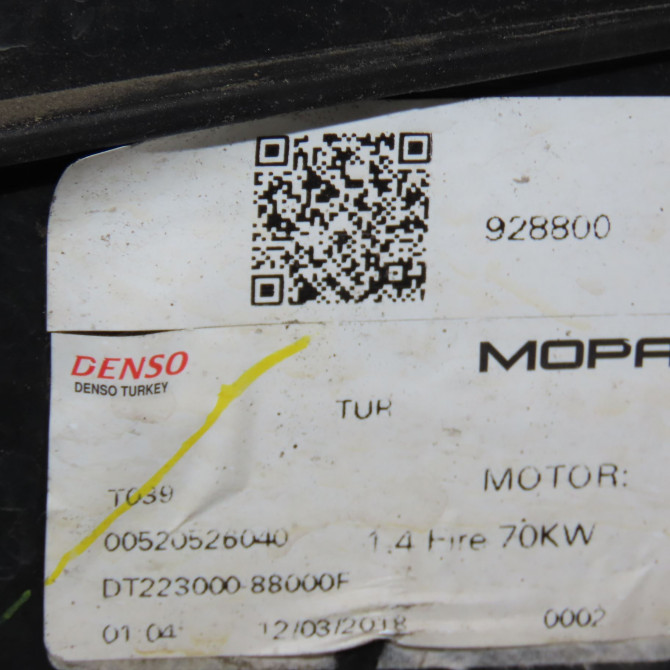 928800
DENSO MOPA
DENSO TURKEY
TUR
T039 MOTOR:
00520526040 1.4 Fire 70KW
DT223000-88000F
01:04 12/03/2018 0002